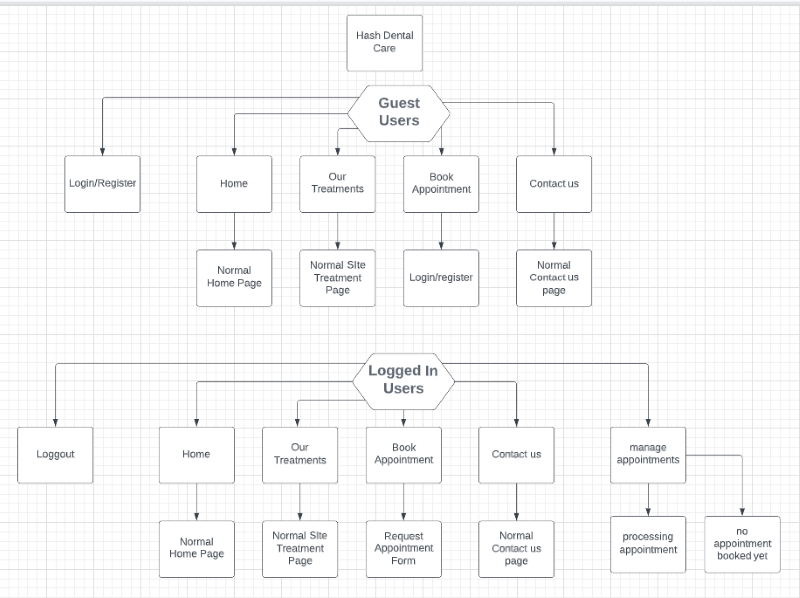 Hash Dental
Care
Guest
Users
Login/Register
Home
Our
Treatments
Book
Appointment
Contact us
Normal
Home Page
Normal SIte
Treatment
Page
Login/register
Normal
Contact us
page
Logged In
Users
Loggout
Home
Our
Treatments
Book
Appointment
Contact us
manage
appointments
Normal
Home Page
Normal SIte
Treatment
Page
Request
Appointment
Form
Normal
Contact us
page
processing
appointment
no
appointment
booked yet